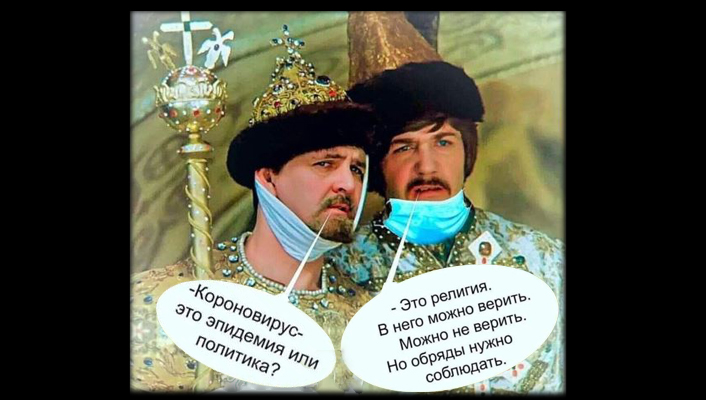 -Короновирус-
это эпидемия или
политика?
- Это религия.
В него можно верить.
Можно не верить.
Но обряды нужно
соблюдать.